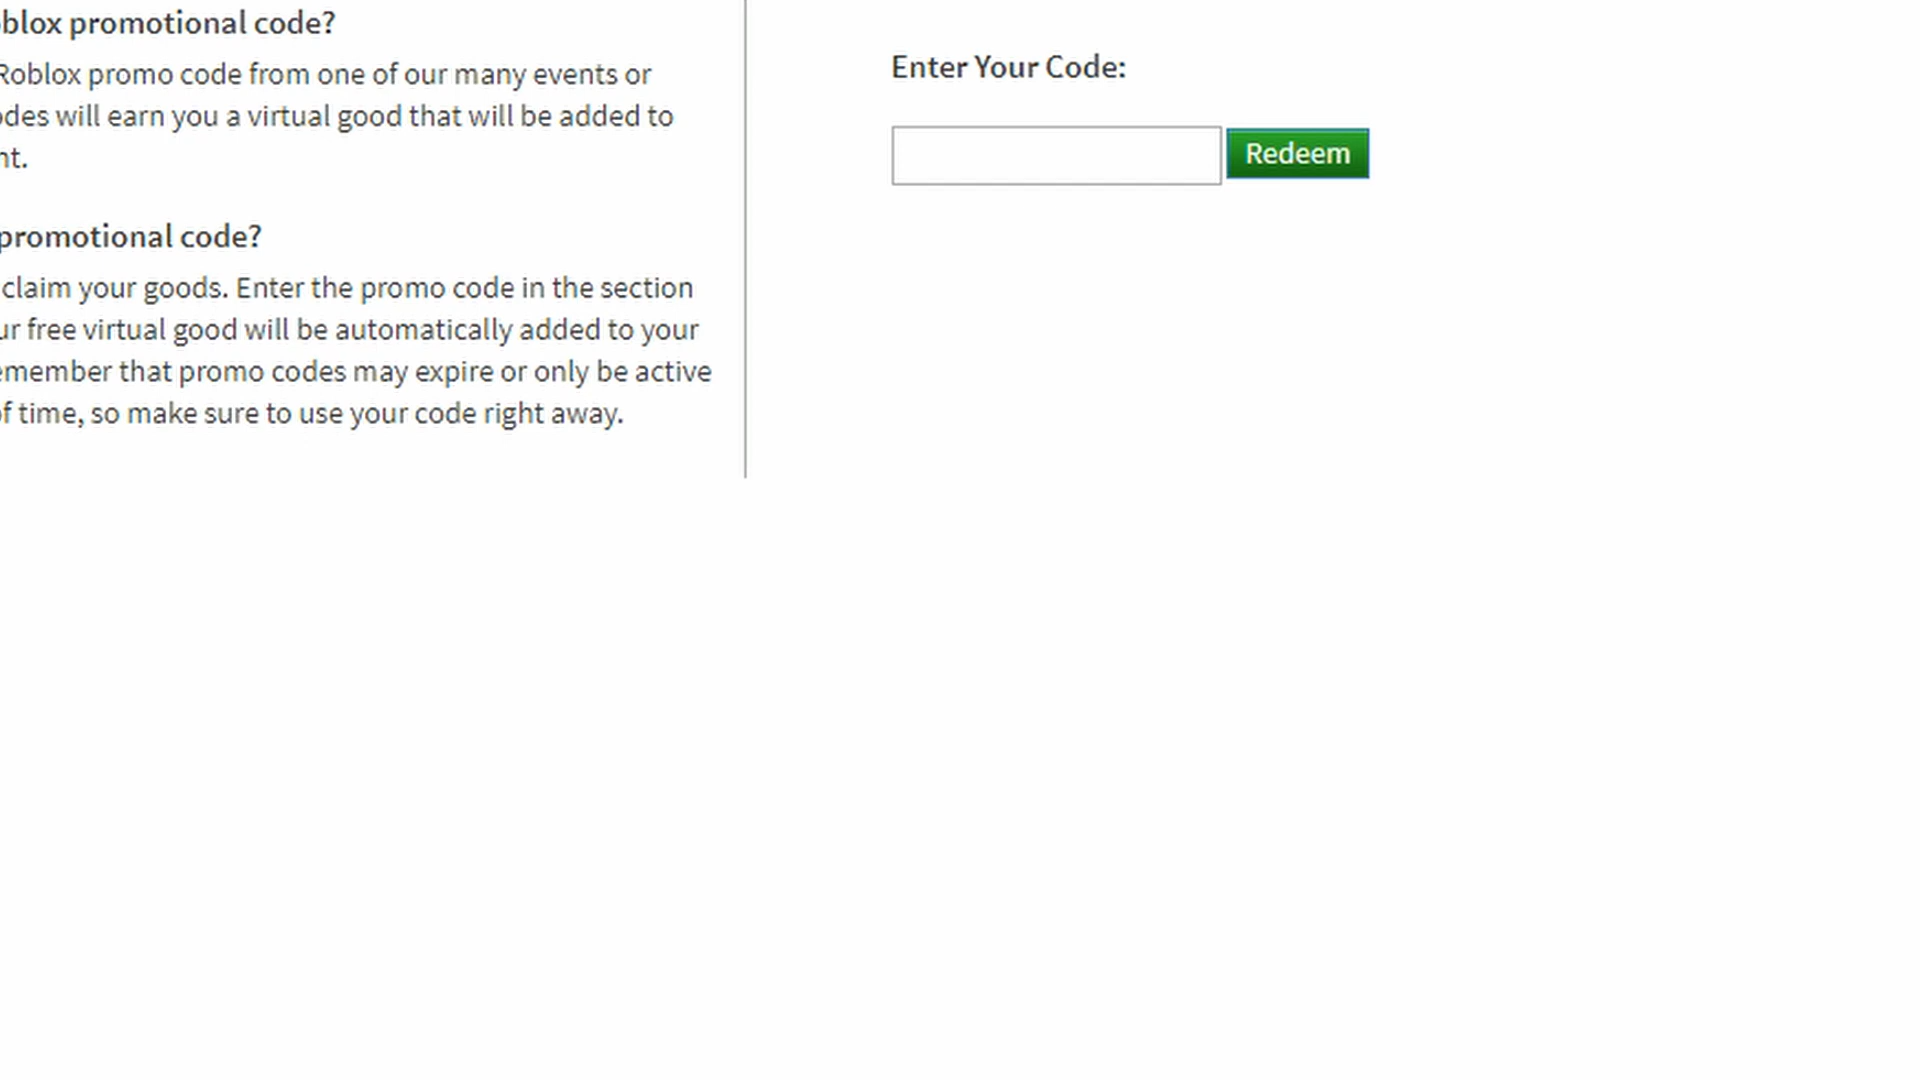 blox promotional code?
Roblox promo code from one of our many events or
odes will earn you a virtual good that will be added to
nt.
promotional code?
claim your goods. Enter the promo code in the section
ur free virtual good will be automatically added to your
emember that promo codes may expire or only be active
of time, so make sure to use your code right away.
Enter Your Code:
Redeem